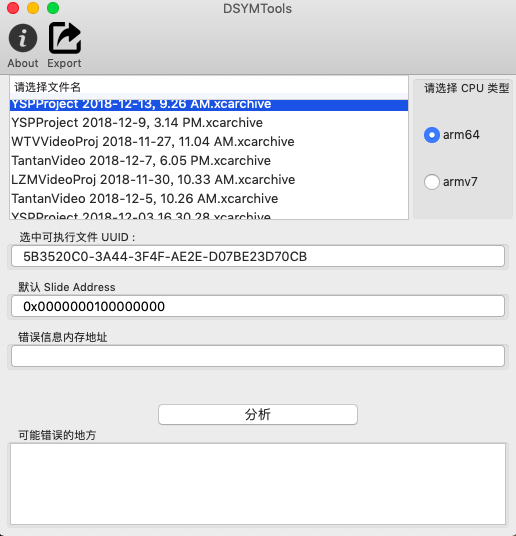 DSYMTools
About
Export
请选择文件名
YSPProject 2018-12-13, 9.26 AM.xcarchive
YSPProject 2018-12-9, 3.14 PM.xcarchive
WTVVideoProj 2018-11-27, 11.04 AM.xcarchive
TantanVideo 2018-12-7, 6.05 PM.xcarchive
LZMVideoProj 2018-11-30, 10.33 AM.xcarchive
TantanVideo 2018-12-5, 10.26 AM.xcarchive
YSPProject 2018-12-03 16.30.28.xcarchive
请选择 CPU 类型
arm64
armv7
选中可执行文件 UUID :
5B3520C0-3A44-3F4F-AE2E-D07BE23D70CB
默认 Slide Address
0x0000000100000000
错误信息内存地址
分析
可能错误的地方